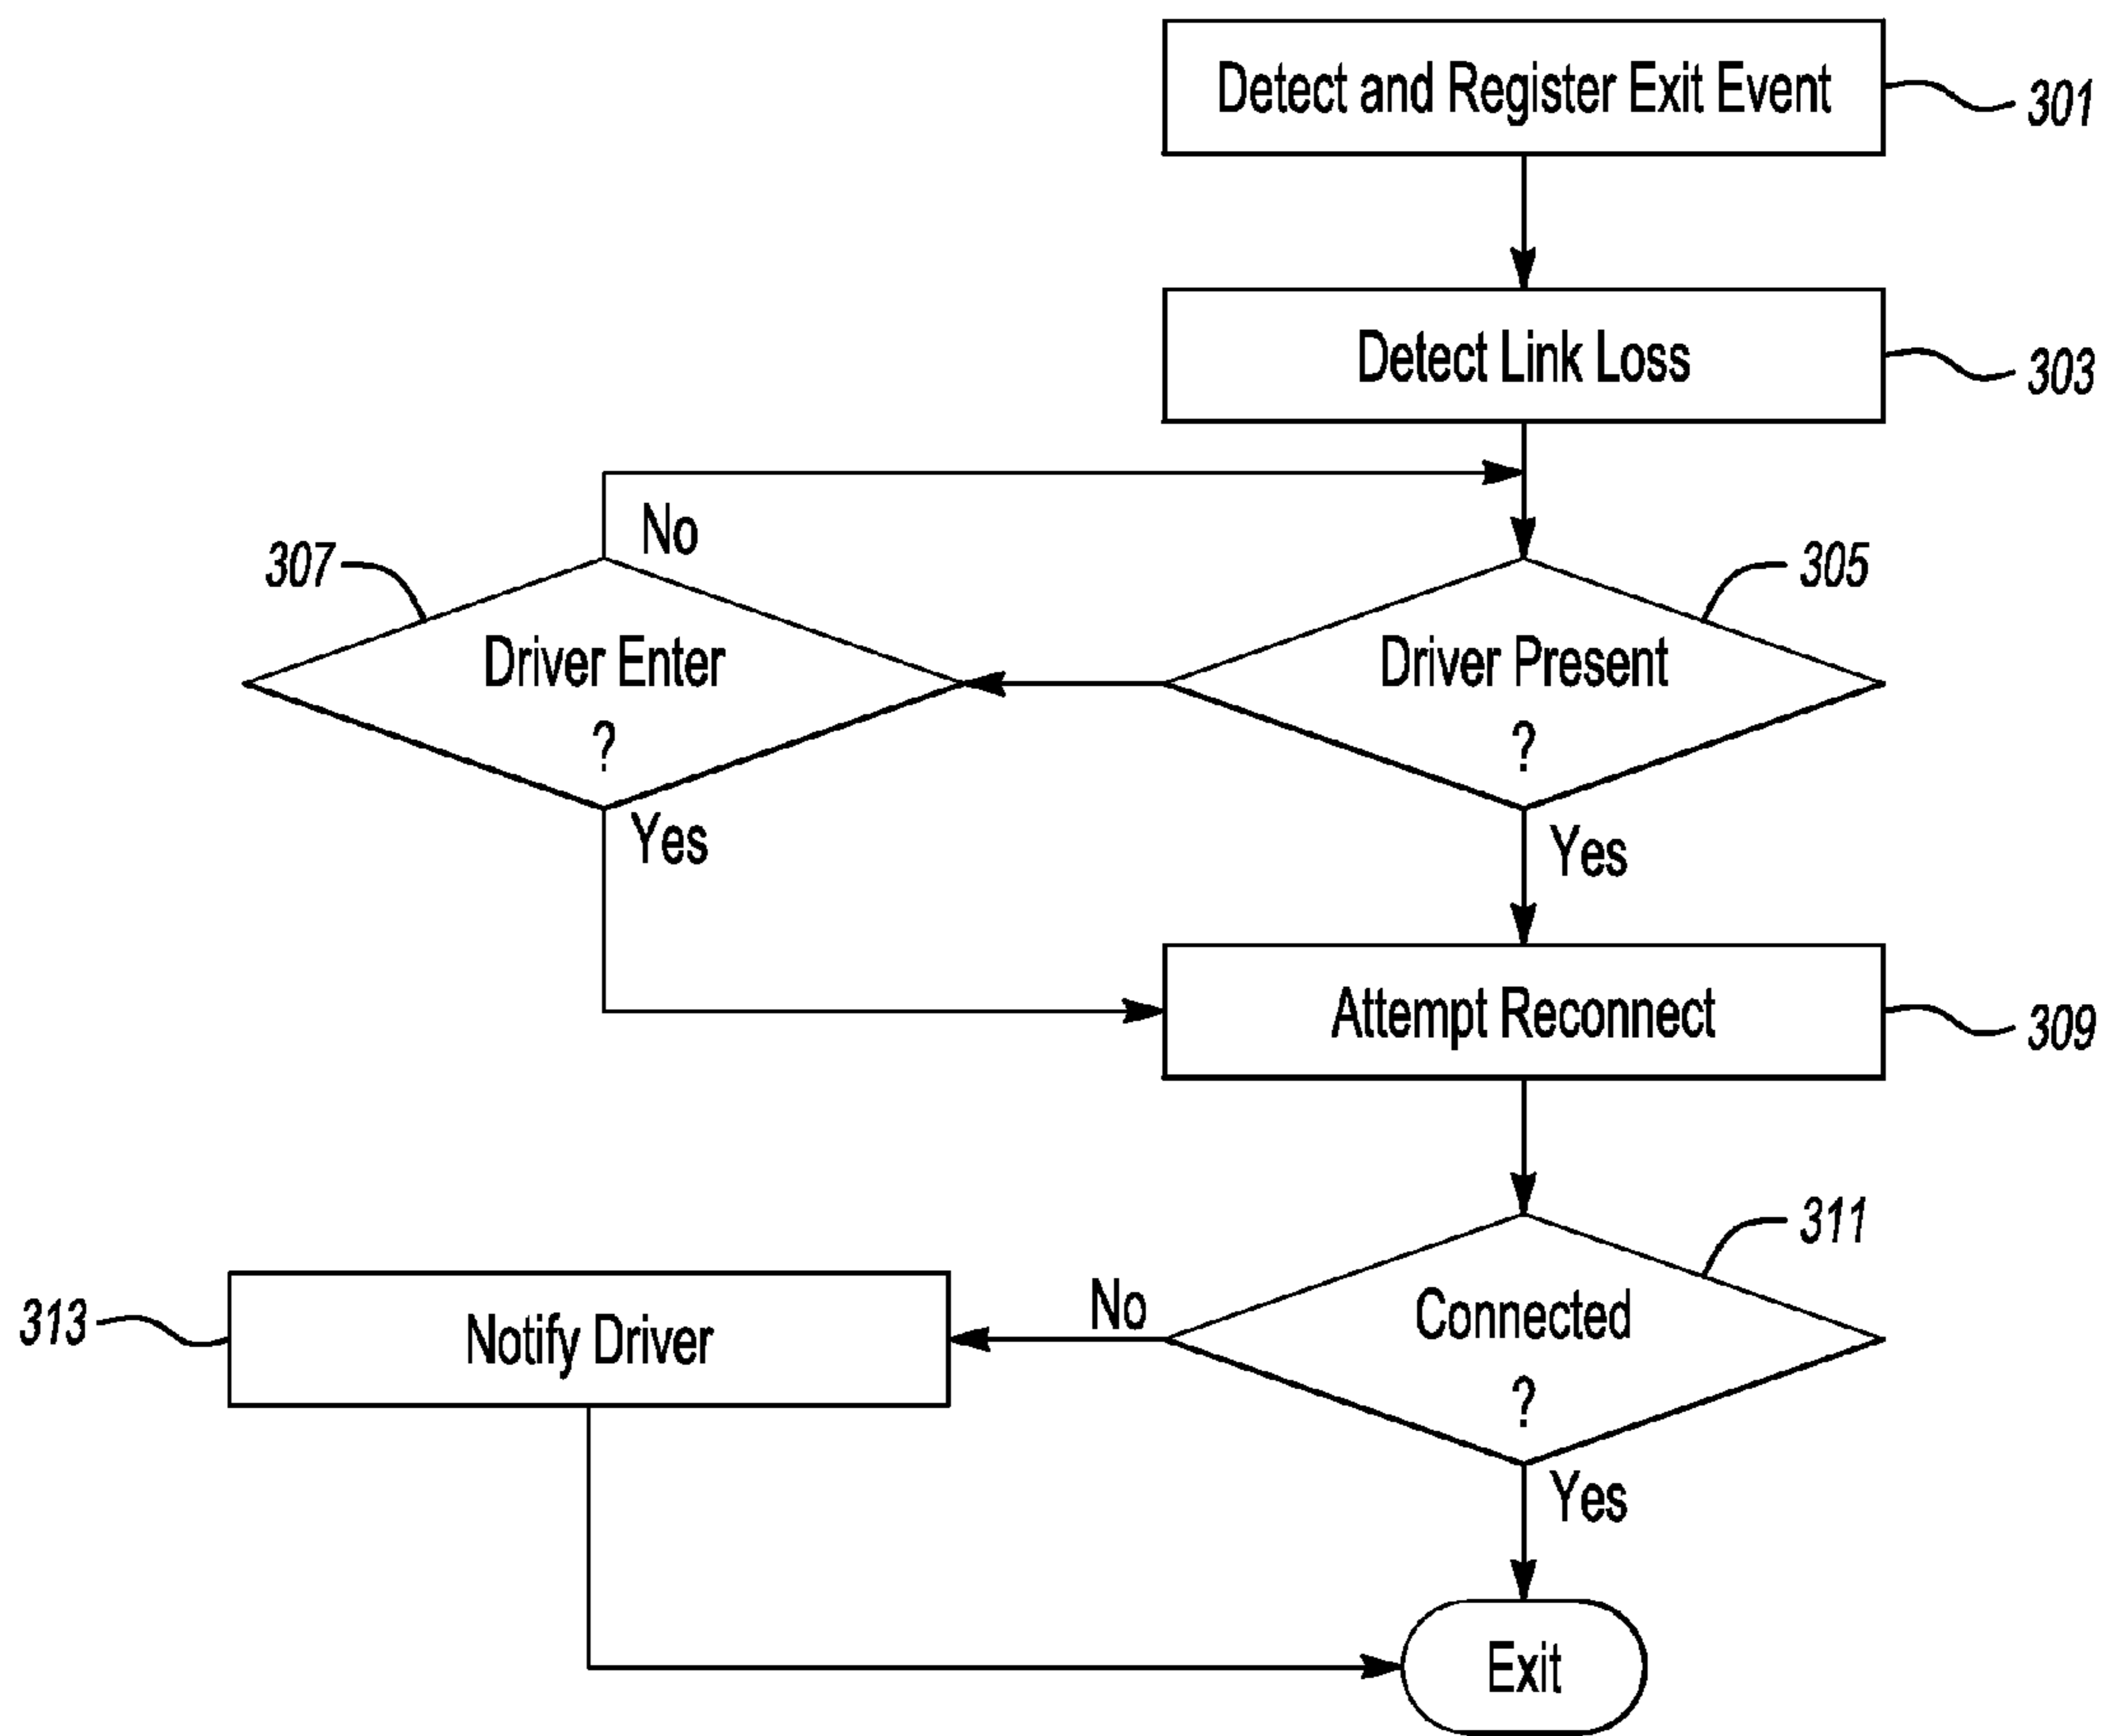 Detect and Register Exit Event
301
Detect Link Loss
303
No
307
305
Driver Enter
?
Driver Present
?
Yes
Yes
Attempt Reconnect
309
311
313
Notify Driver
No
Connected
?
Yes
Exit